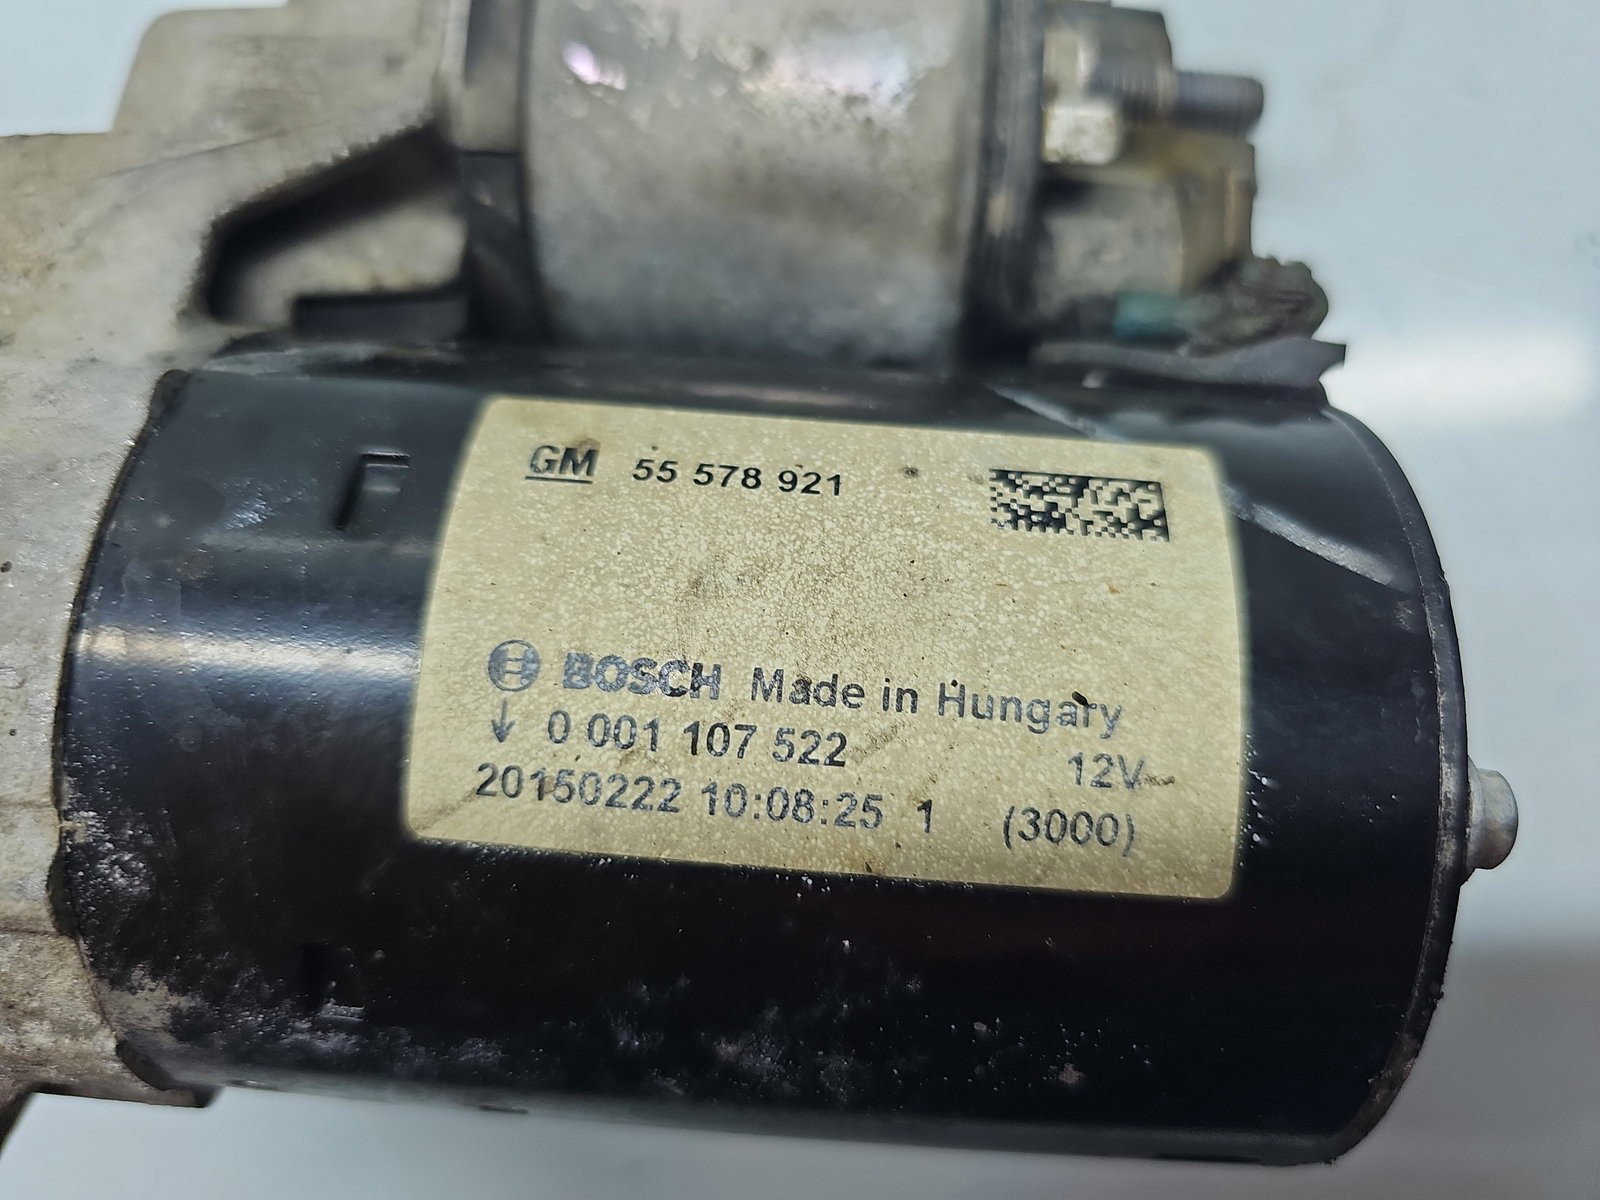 F
GM 55 578 921
BOSCH Made in Hungary
↓ 0 001 107 522 12V
20150222 10:08:25 1 (3000)